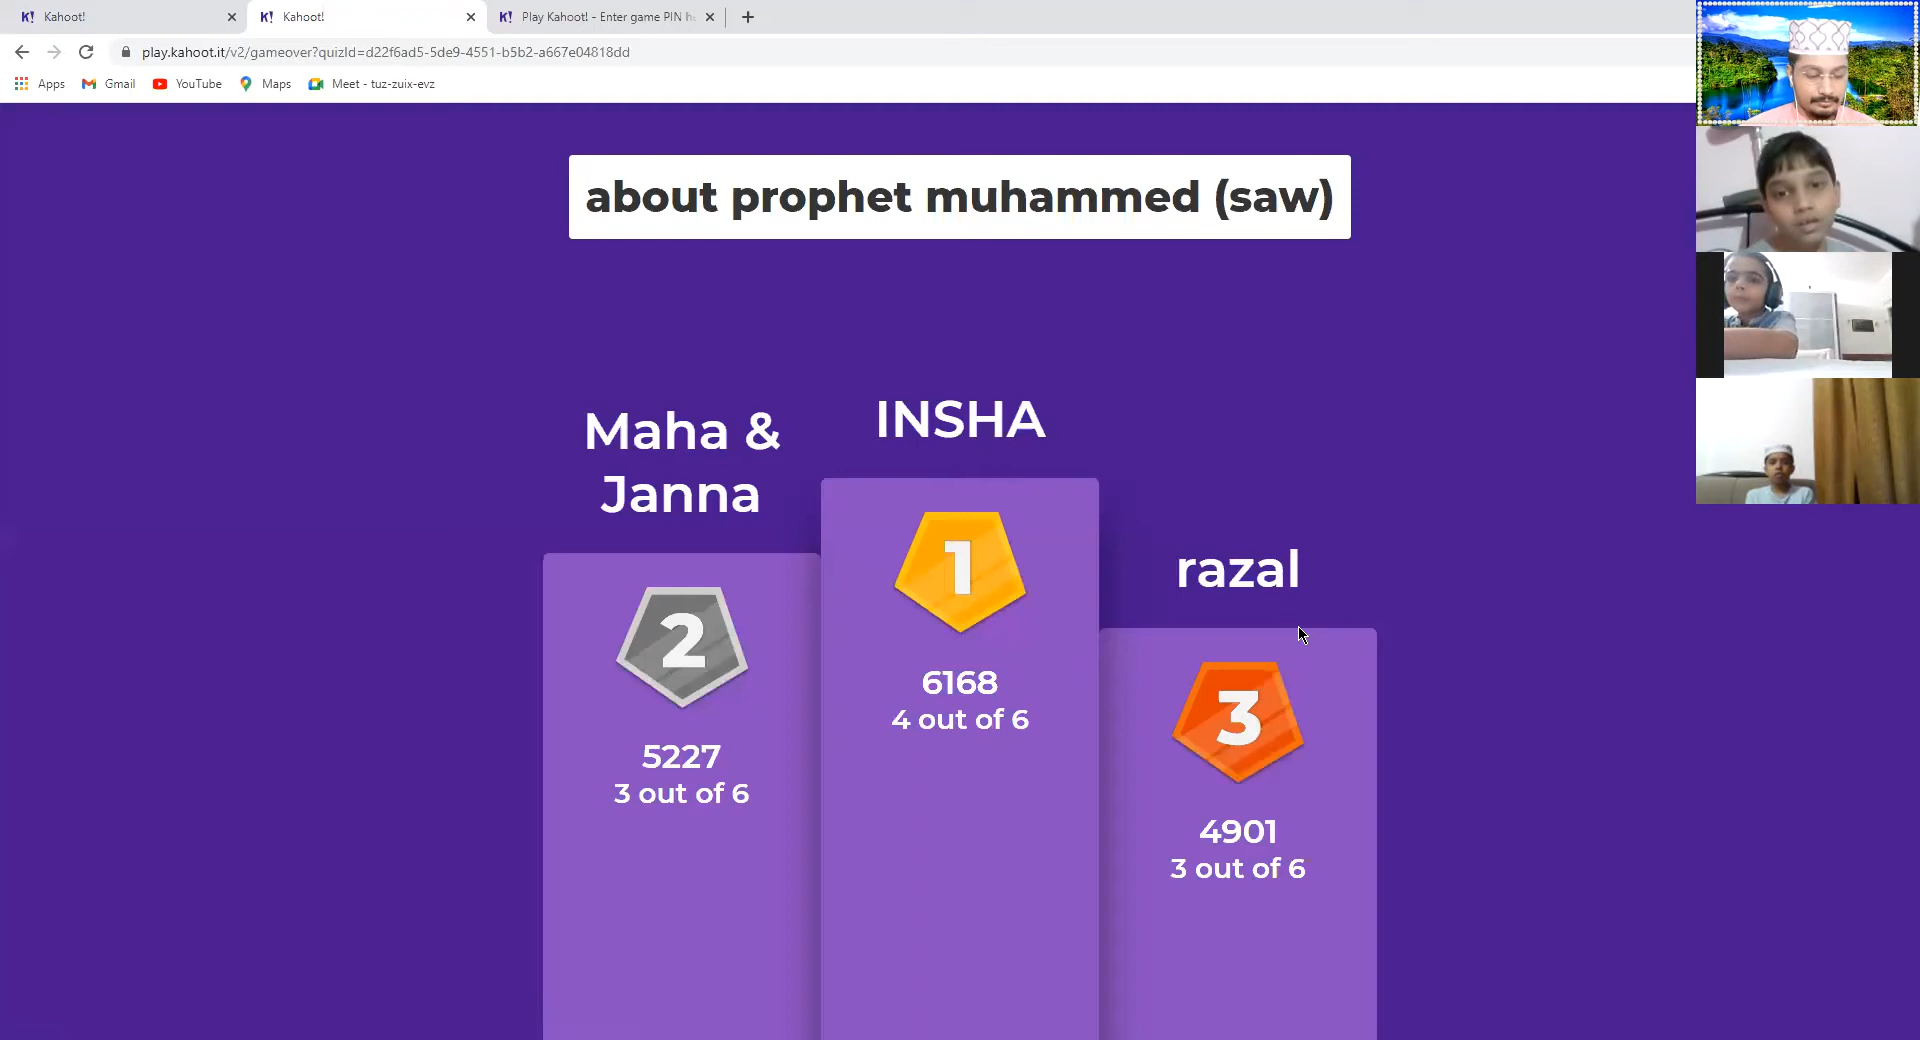 Kahoot!
Kahoot!
Play Kahoot! - Enter game PIN
play.kahoot.it/v2/gameover?quizId=d22f6ad5-5de9-4551-b5b2-a667e04818dd
Apps
Gmail
YouTube
Maps
Meet - tuz-zuix-evz
about prophet muhammed (saw)
Maha &
Janna
2
5227
3 out of 6
INSHA
1
6168
4 out of 6
razal
3
4901
3 out of 6